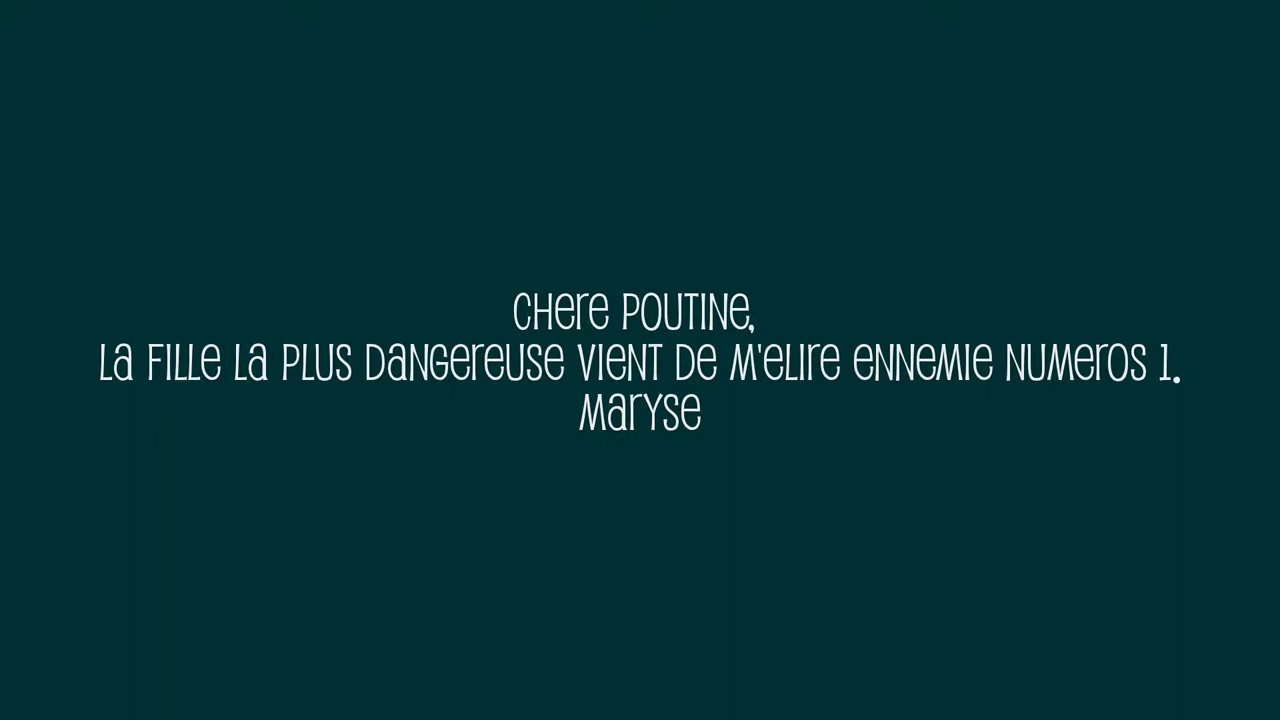 CHERE POUTINE,
LA FILLE LA PLUS DANGEREUSE VIENT DE M'ELIRE ENNEMIE NUMEROS 1.
MARYSE